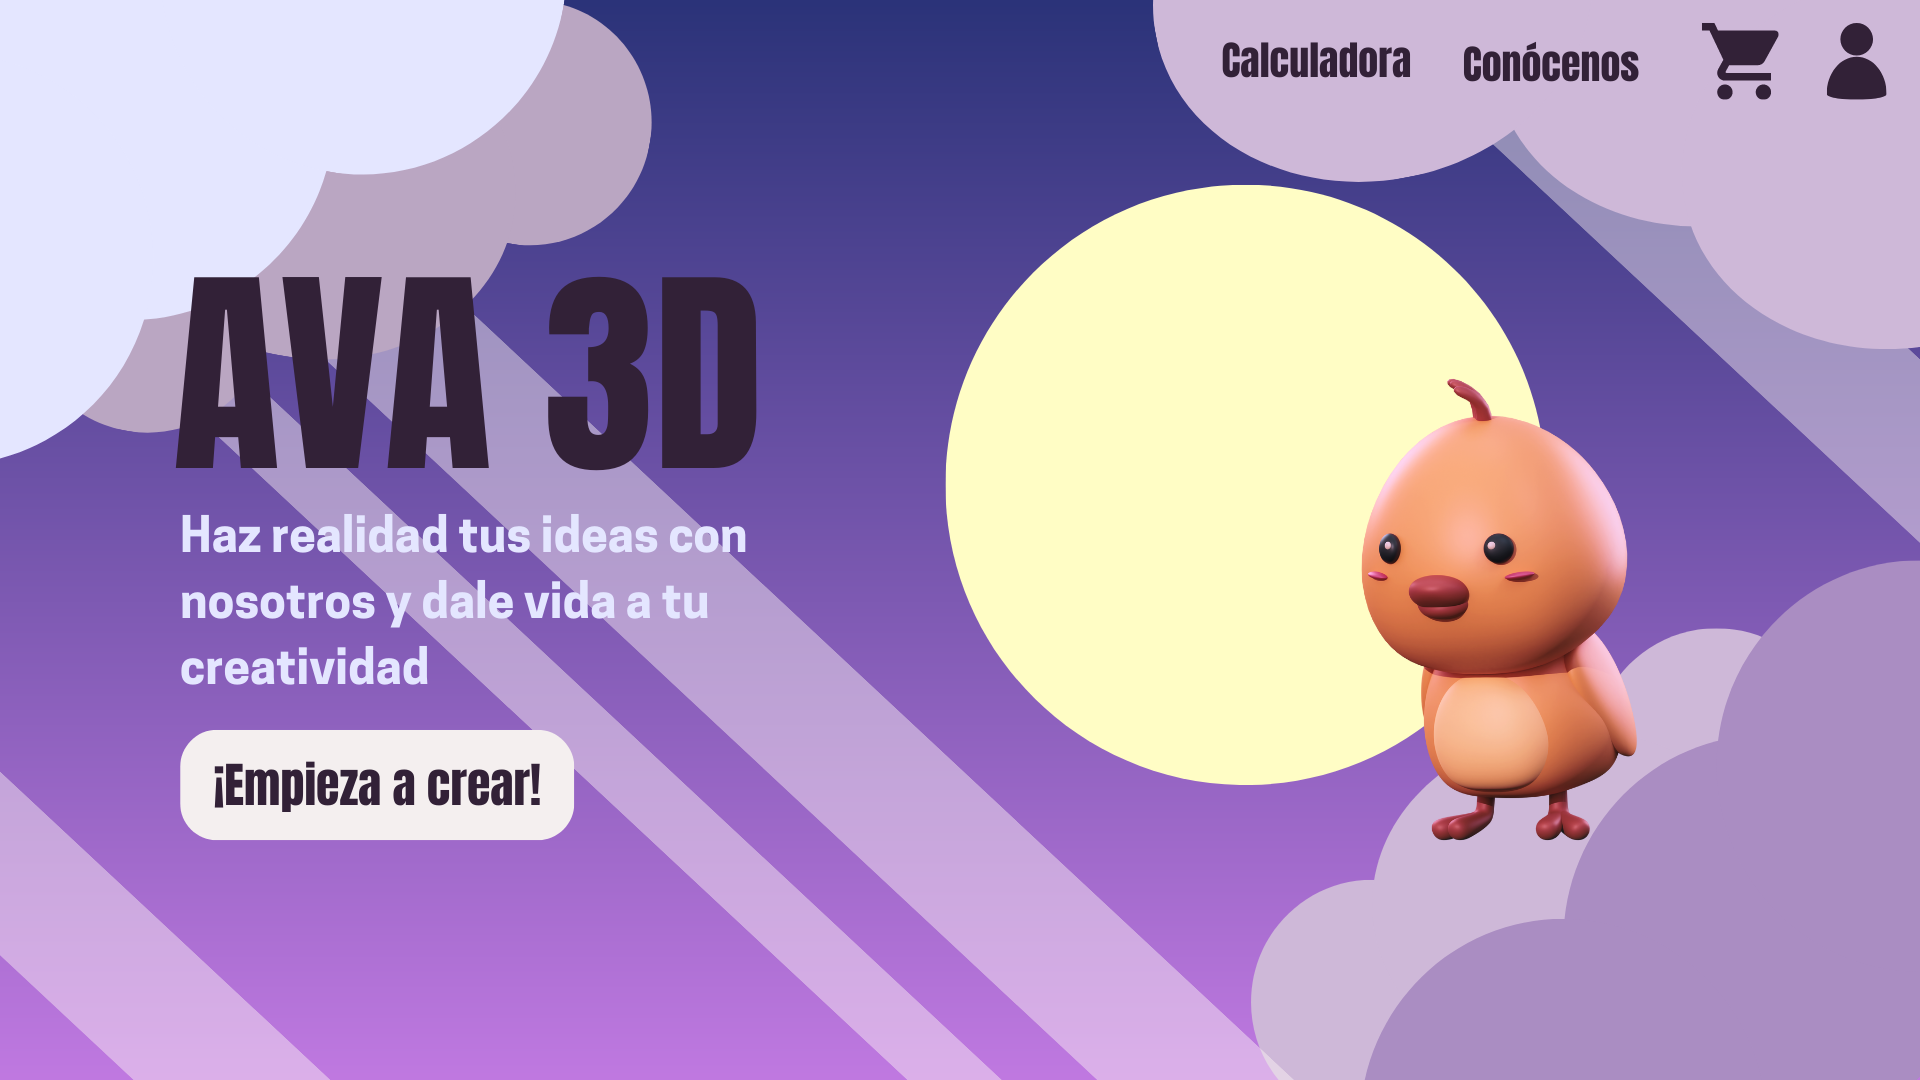 Calculadora
Conócenos
AVA 3D
Haz realidad tus ideas con
nosotros y dale vida a tu
creatividad
¡Empieza a crear!